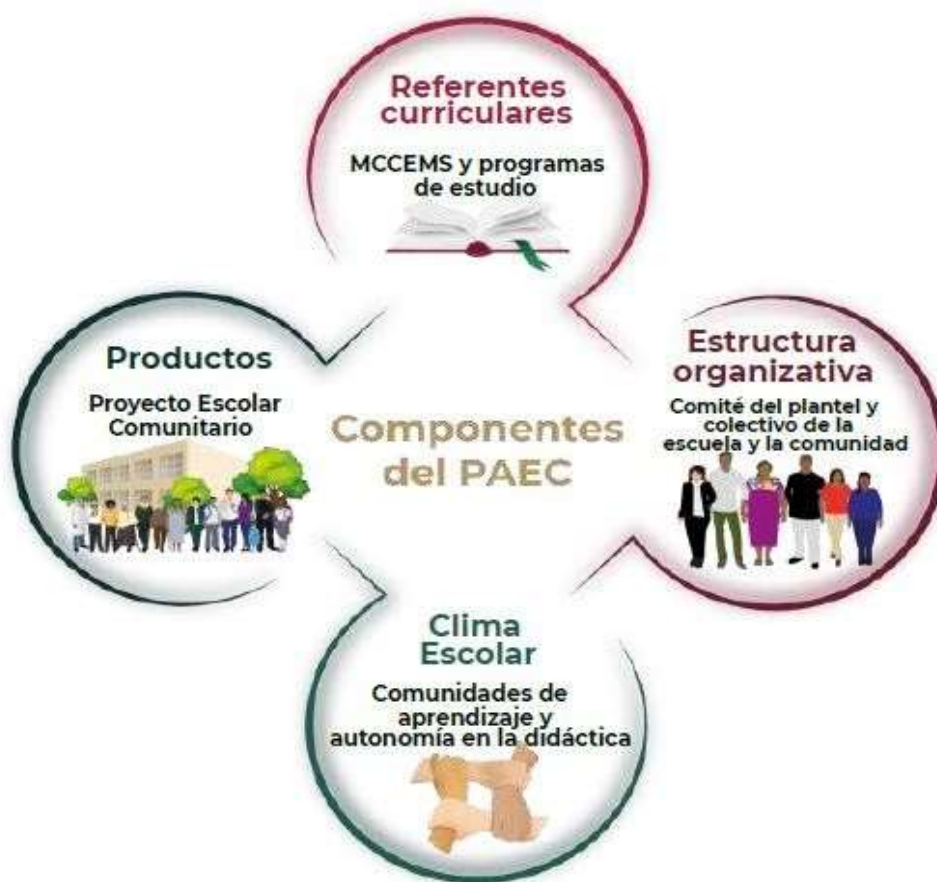 Referentes
curriculares
MCCEMS y programas
de estudio
Productos
Proyecto Escolar
Comunitario
Componentes
del PAEC
Estructura
organizativa
Comité del plantel y
colectivo de la
escuela y la comunidad
Clima
Escolar
Comunidades de
aprendizaje y
autonomía en la didáctica